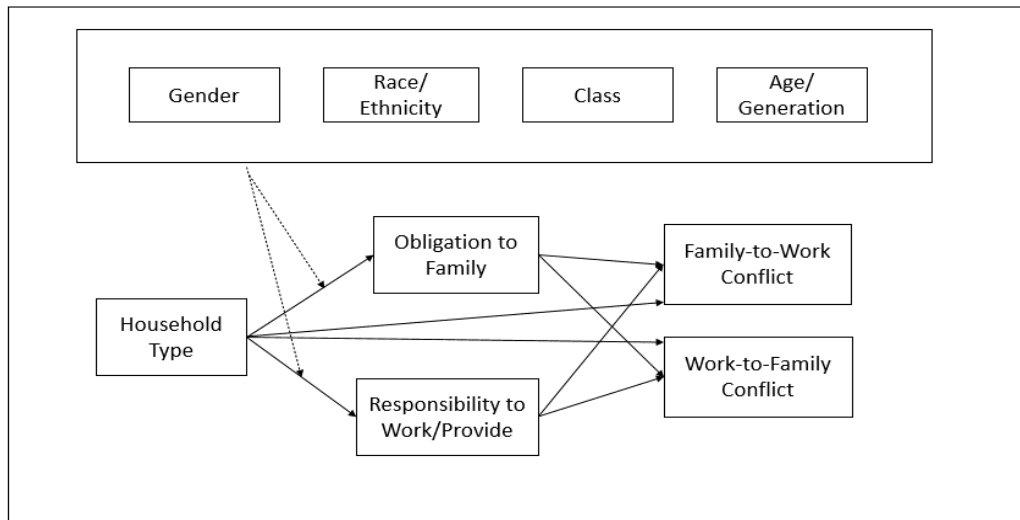 Gender
Race/
Ethnicity
Class
Age/
Generation
Obligation to
Family
Family-to-Work
Conflict
Household
Type
Work-to-Family
Conflict
Responsibility to
Work/Provide